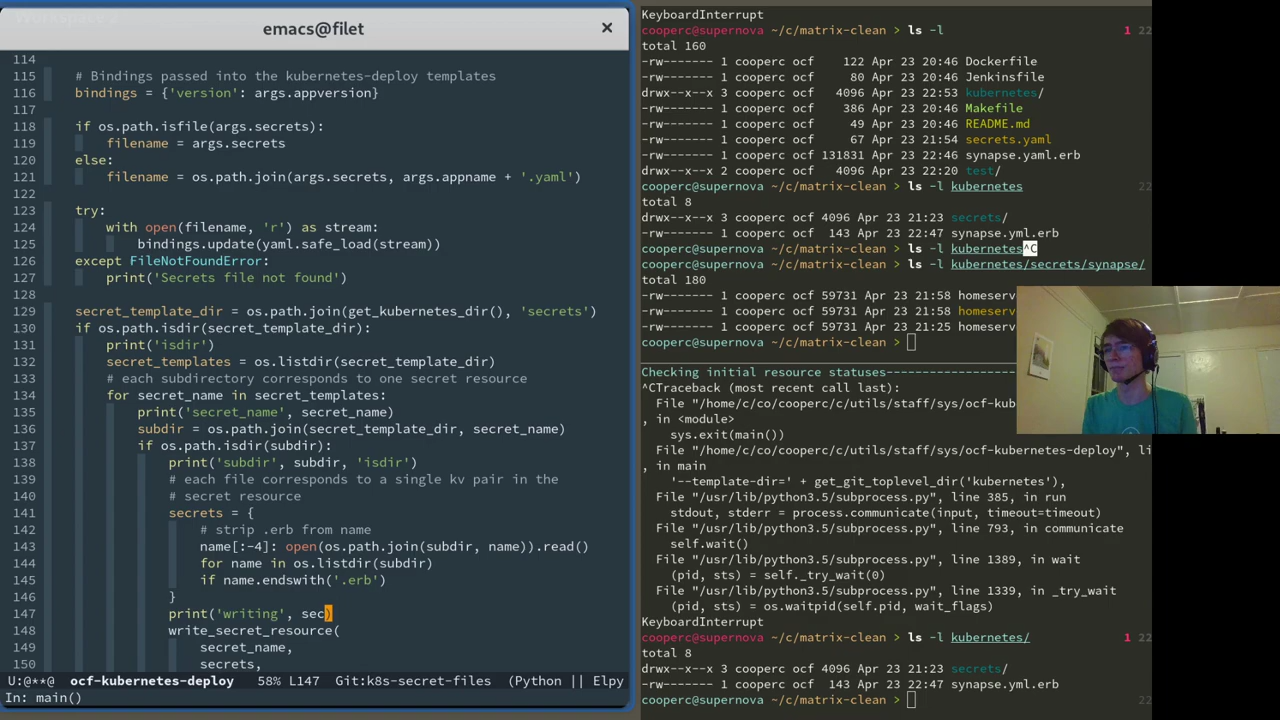 emacs@filet
×
114
115 # Bindings passed into the kubernetes-deploy templates
116 bindings = {'version': args.appversion}
117
118 if os.path.isfile(args.secrets):
119 filename = args.secrets
120 else:
121 filename = os.path.join(args.secrets, args.appname + '.yaml')
122
123 try:
124 with open(filename, 'r') as stream:
125 bindings.update(yaml.safe_load(stream))
126 except FileNotFoundError:
127 print('Secrets file not found')
128
129 secret_template_dir = os.path.join(get_kubernetes_dir(), 'secrets')
130 if os.path.isdir(secret_template_dir):
131 print('isdir')
132 secret_templates = os.listdir(secret_template_dir)
133 # each subdirectory corresponds to one secret resource
134 for secret_name in secret_templates:
135 print('secret_name', secret_name)
136 subdir = os.path.join(secret_template_dir, secret_name)
137 if os.path.isdir(subdir):
138 print('subdir', subdir, 'isdir')
139 # each file corresponds to a single kv pair in the
140 # secret resource
141 secrets = {
142 # strip .erb from name
143 name[:-4]: open(os.path.join(subdir, name)).read()
144 for name in os.listdir(subdir)
145 if name.endswith('.erb')
146 }
147 print('writing', sec)
148 write_secret_resource(
149 secret_name,
150 secrets,
U:@**@ ocf-kubernetes-deploy 58% L147 Git:k8s-secret-files (Python || Elpy
In: main()
KeyboardInterrupt
cooperc@supernova ~/c/matrix-clean > ls -l 1 22
total 160
-rw------- 1 cooperc ocf 122 Apr 23 20:46 Dockerfile
-rw------- 1 cooperc ocf 80 Apr 23 20:46 Jenkinsfile
drwx--x--x 3 cooperc ocf 4096 Apr 23 22:53 kubernetes/
-rw------- 1 cooperc ocf 386 Apr 23 20:46 Makefile
-rw------- 1 cooperc ocf 49 Apr 23 20:46 README.md
-rw------- 1 cooperc ocf 67 Apr 23 21:54 secrets.yaml
-rw------- 1 cooperc ocf 131831 Apr 23 22:46 synapse.yaml.erb
drwx--x--x 2 cooperc ocf 4096 Apr 23 22:20 test/
cooperc@supernova ~/c/matrix-clean > ls -l kubernetes 22
total 8
drwx--x--x 3 cooperc ocf 4096 Apr 23 21:23 secrets/
-rw------- 1 cooperc ocf 143 Apr 23 22:47 synapse.yml.erb
cooperc@supernova ~/c/matrix-clean > ls -l kubernetes^C
cooperc@supernova ~/c/matrix-clean > ls -l kubernetes/secrets/synapse/
total 180
-rw------- 1 cooperc ocf 59731 Apr 23 21:58 homeserv
-rw------- 1 cooperc ocf 59731 Apr 23 21:58 homeserv
-rw------- 1 cooperc ocf 59731 Apr 23 21:25 homeserv
cooperc@supernova ~/c/matrix-clean >
Checking initial resource statuses
^CTraceback (most recent call last):
File "/home/c/co/cooperc/c/utils/staff/sys/ocf-kub
, in <module>
sys.exit(main())
File "/home/c/co/cooperc/c/utils/staff/sys/ocf-kubernetes-deploy", li
, in main
'--template-dir=' + get_git_toplevel_dir('kubernetes'),
File "/usr/lib/python3.5/subprocess.py", line 385, in run
stdout, stderr = process.communicate(input, timeout=timeout)
File "/usr/lib/python3.5/subprocess.py", line 793, in communicate
self.wait()
File "/usr/lib/python3.5/subprocess.py", line 1389, in wait
(pid, sts) = self._try_wait(0)
File "/usr/lib/python3.5/subprocess.py", line 1339, in _try_wait
(pid, sts) = os.waitpid(self.pid, wait_flags)
KeyboardInterrupt
cooperc@supernova ~/c/matrix-clean > ls -l kubernetes/ 1 22
total 8
drwx--x--x 3 cooperc ocf 4096 Apr 23 21:23 secrets/
-rw------- 1 cooperc ocf 143 Apr 23 22:47 synapse.yml.erb
cooperc@supernova ~/c/matrix-clean > 22